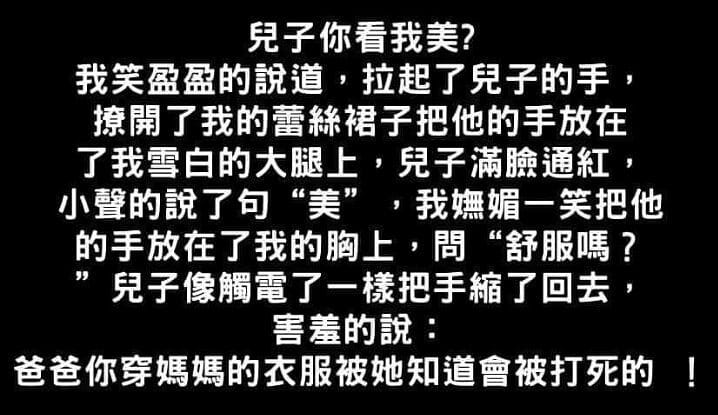 兒子你看我美?
我笑盈盈的說道，拉起了兒子的手，
撩開了我的蕾絲裙子把他的手放在
了我雪白的大腿上，兒子滿臉通紅，
小聲的說了句“美”，我嫵媚一笑把他
的手放在了我的胸上，問“舒服嗎？
”兒子像觸電了一樣把手縮了回去，
害羞的說：
爸爸你穿媽媽的衣服被她知道會被打死的 ！